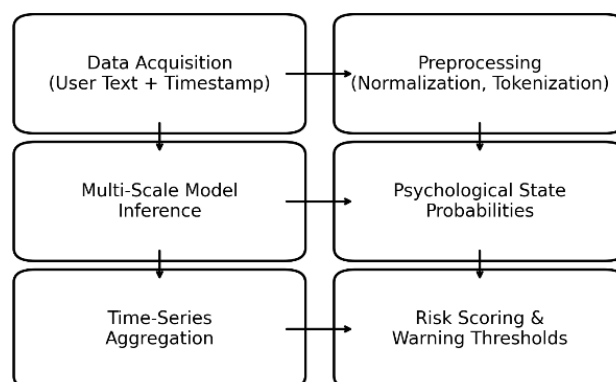 Data Acquisition
(User Text + Timestamp)
Preprocessing
(Normalization, Tokenization)
Multi-Scale Model
Inference
Psychological State
Probabilities
Time-Series
Aggregation
Risk Scoring &
Warning Thresholds